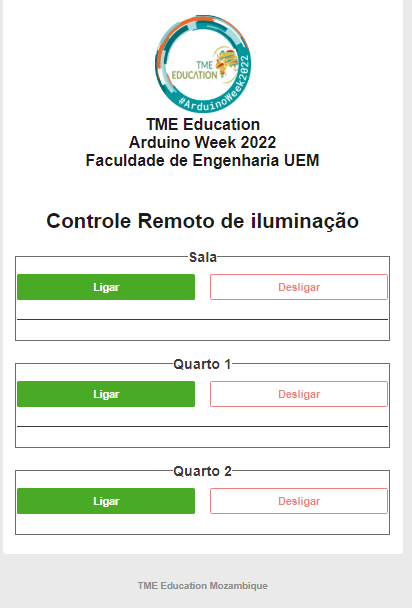 TME
EDUCATION
#ArduinoWeek2022
TME Education
Arduino Week 2022
Faculdade de Engenharia UEM
Controle Remoto de iluminação
Sala
Ligar Desligar
Quarto 1
Ligar Desligar
Quarto 2
Ligar Desligar
TME Education Mozambique